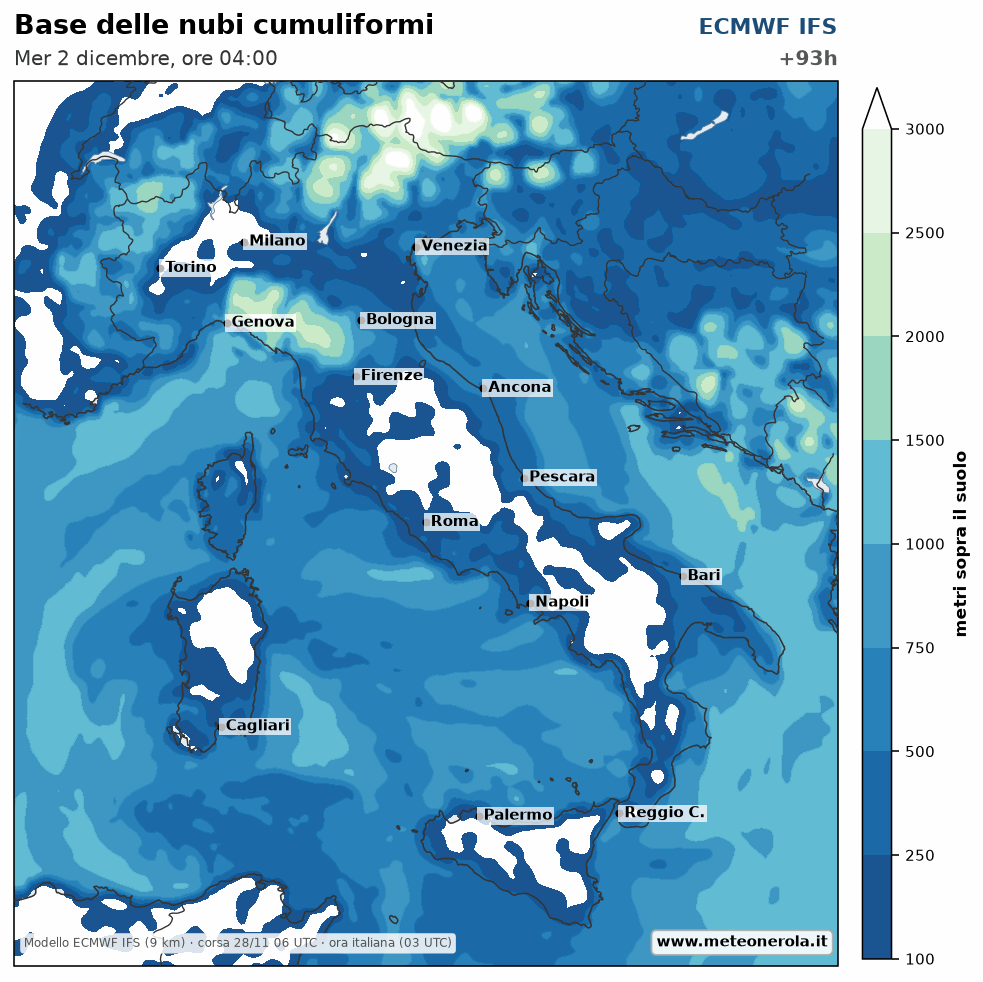 Base delle nubi cumuliformi
ECMWF IFS
Mer 2 dicembre, ore 04:00
+93h
Milano
Venezia
Torino
Genova
Bologna
Firenze
Ancona
Pescara
Roma
Bari
Napoli
Cagliari
Palermo
Reggio C.
3000
2500
2000
1500
1000
750
500
250
100
metri sopra il suolo
Modello ECMWF IFS (9 km) · corsa 28/11 06 UTC · ora italiana (03 UTC)
www.meteonerola.it